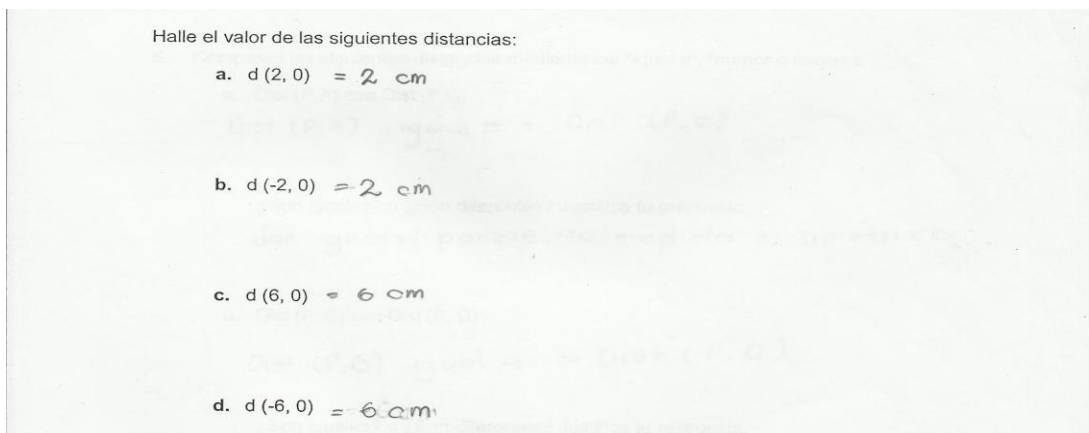 Halle el valor de las siguientes distancias:
a. d (2, 0) = 2 cm
b. d (-2, 0) = 2 cm
c. d (6, 0) = 6 cm
d. d (-6, 0) = 6 cm